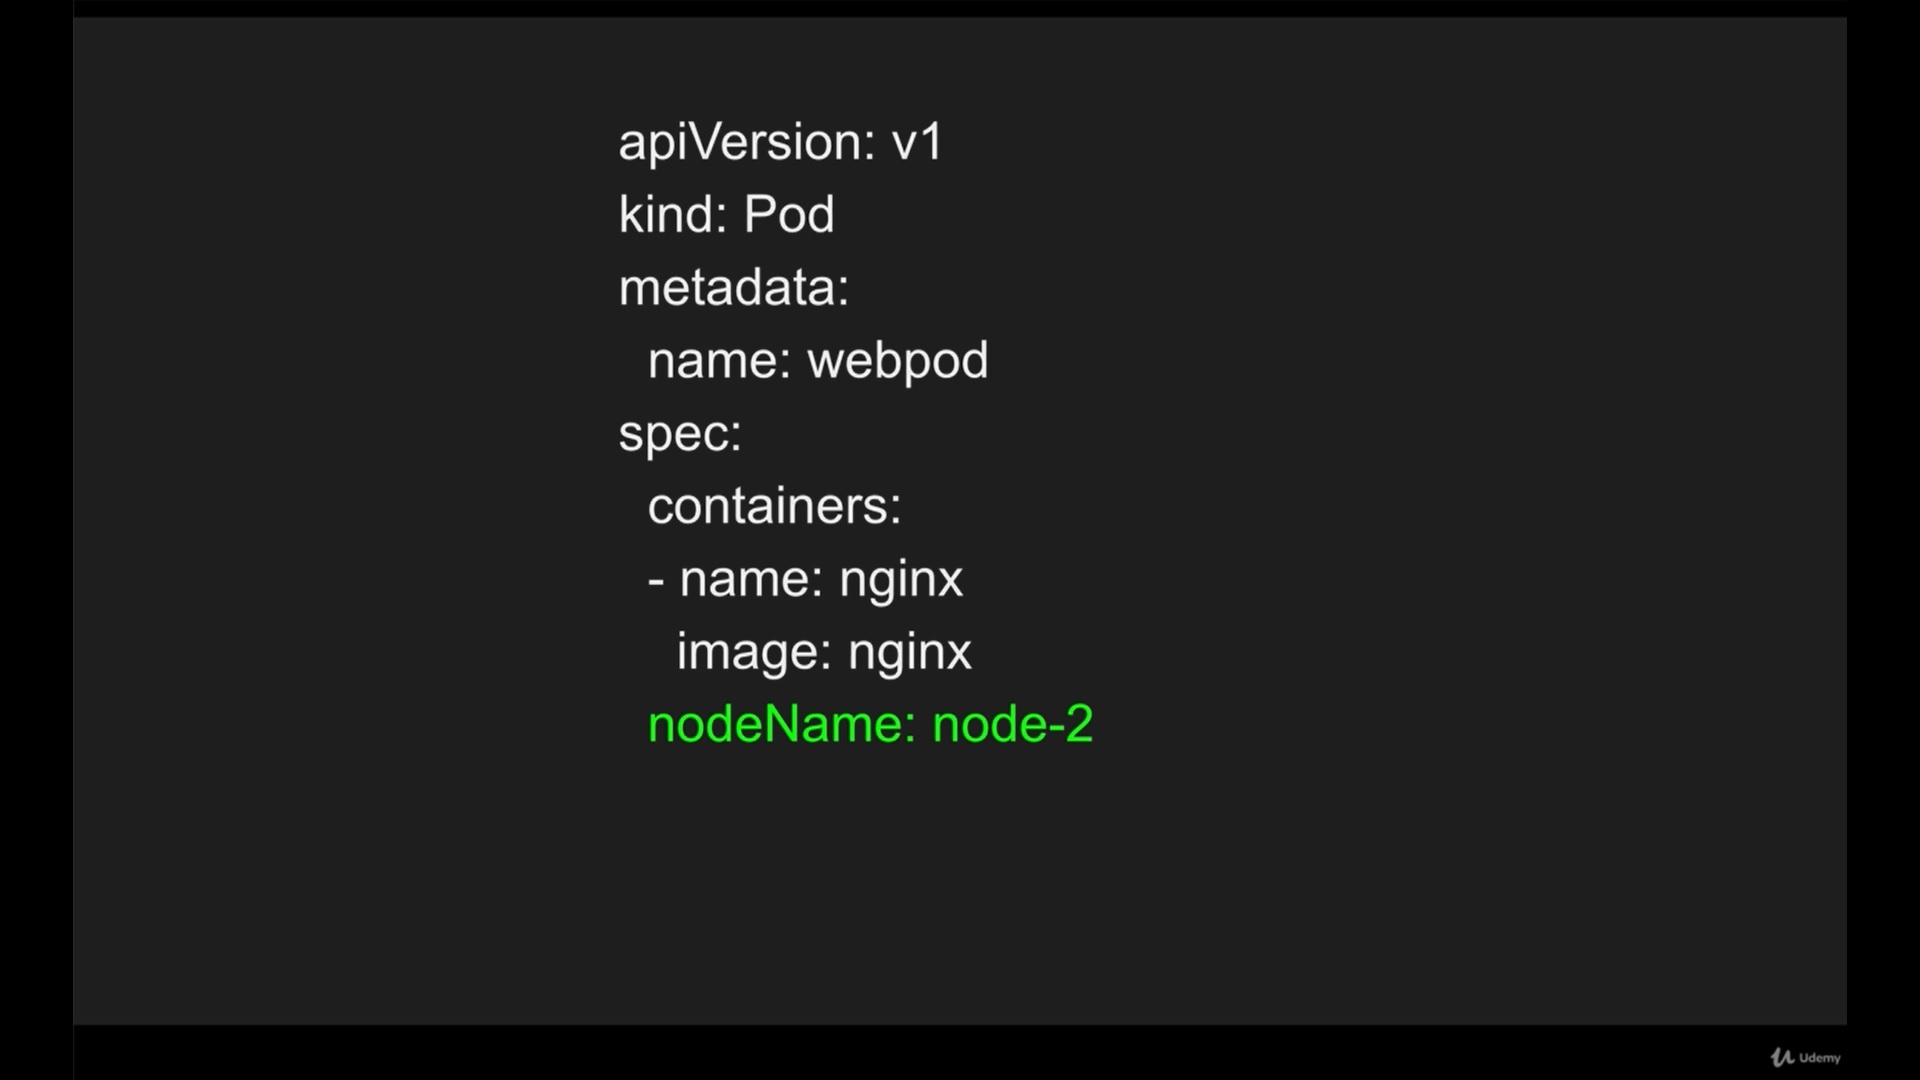 apiVersion: v1
kind: Pod
metadata:
  name: webpod
spec:
  containers:
  - name: nginx
    image: nginx
  nodeName: node-2
Udemy